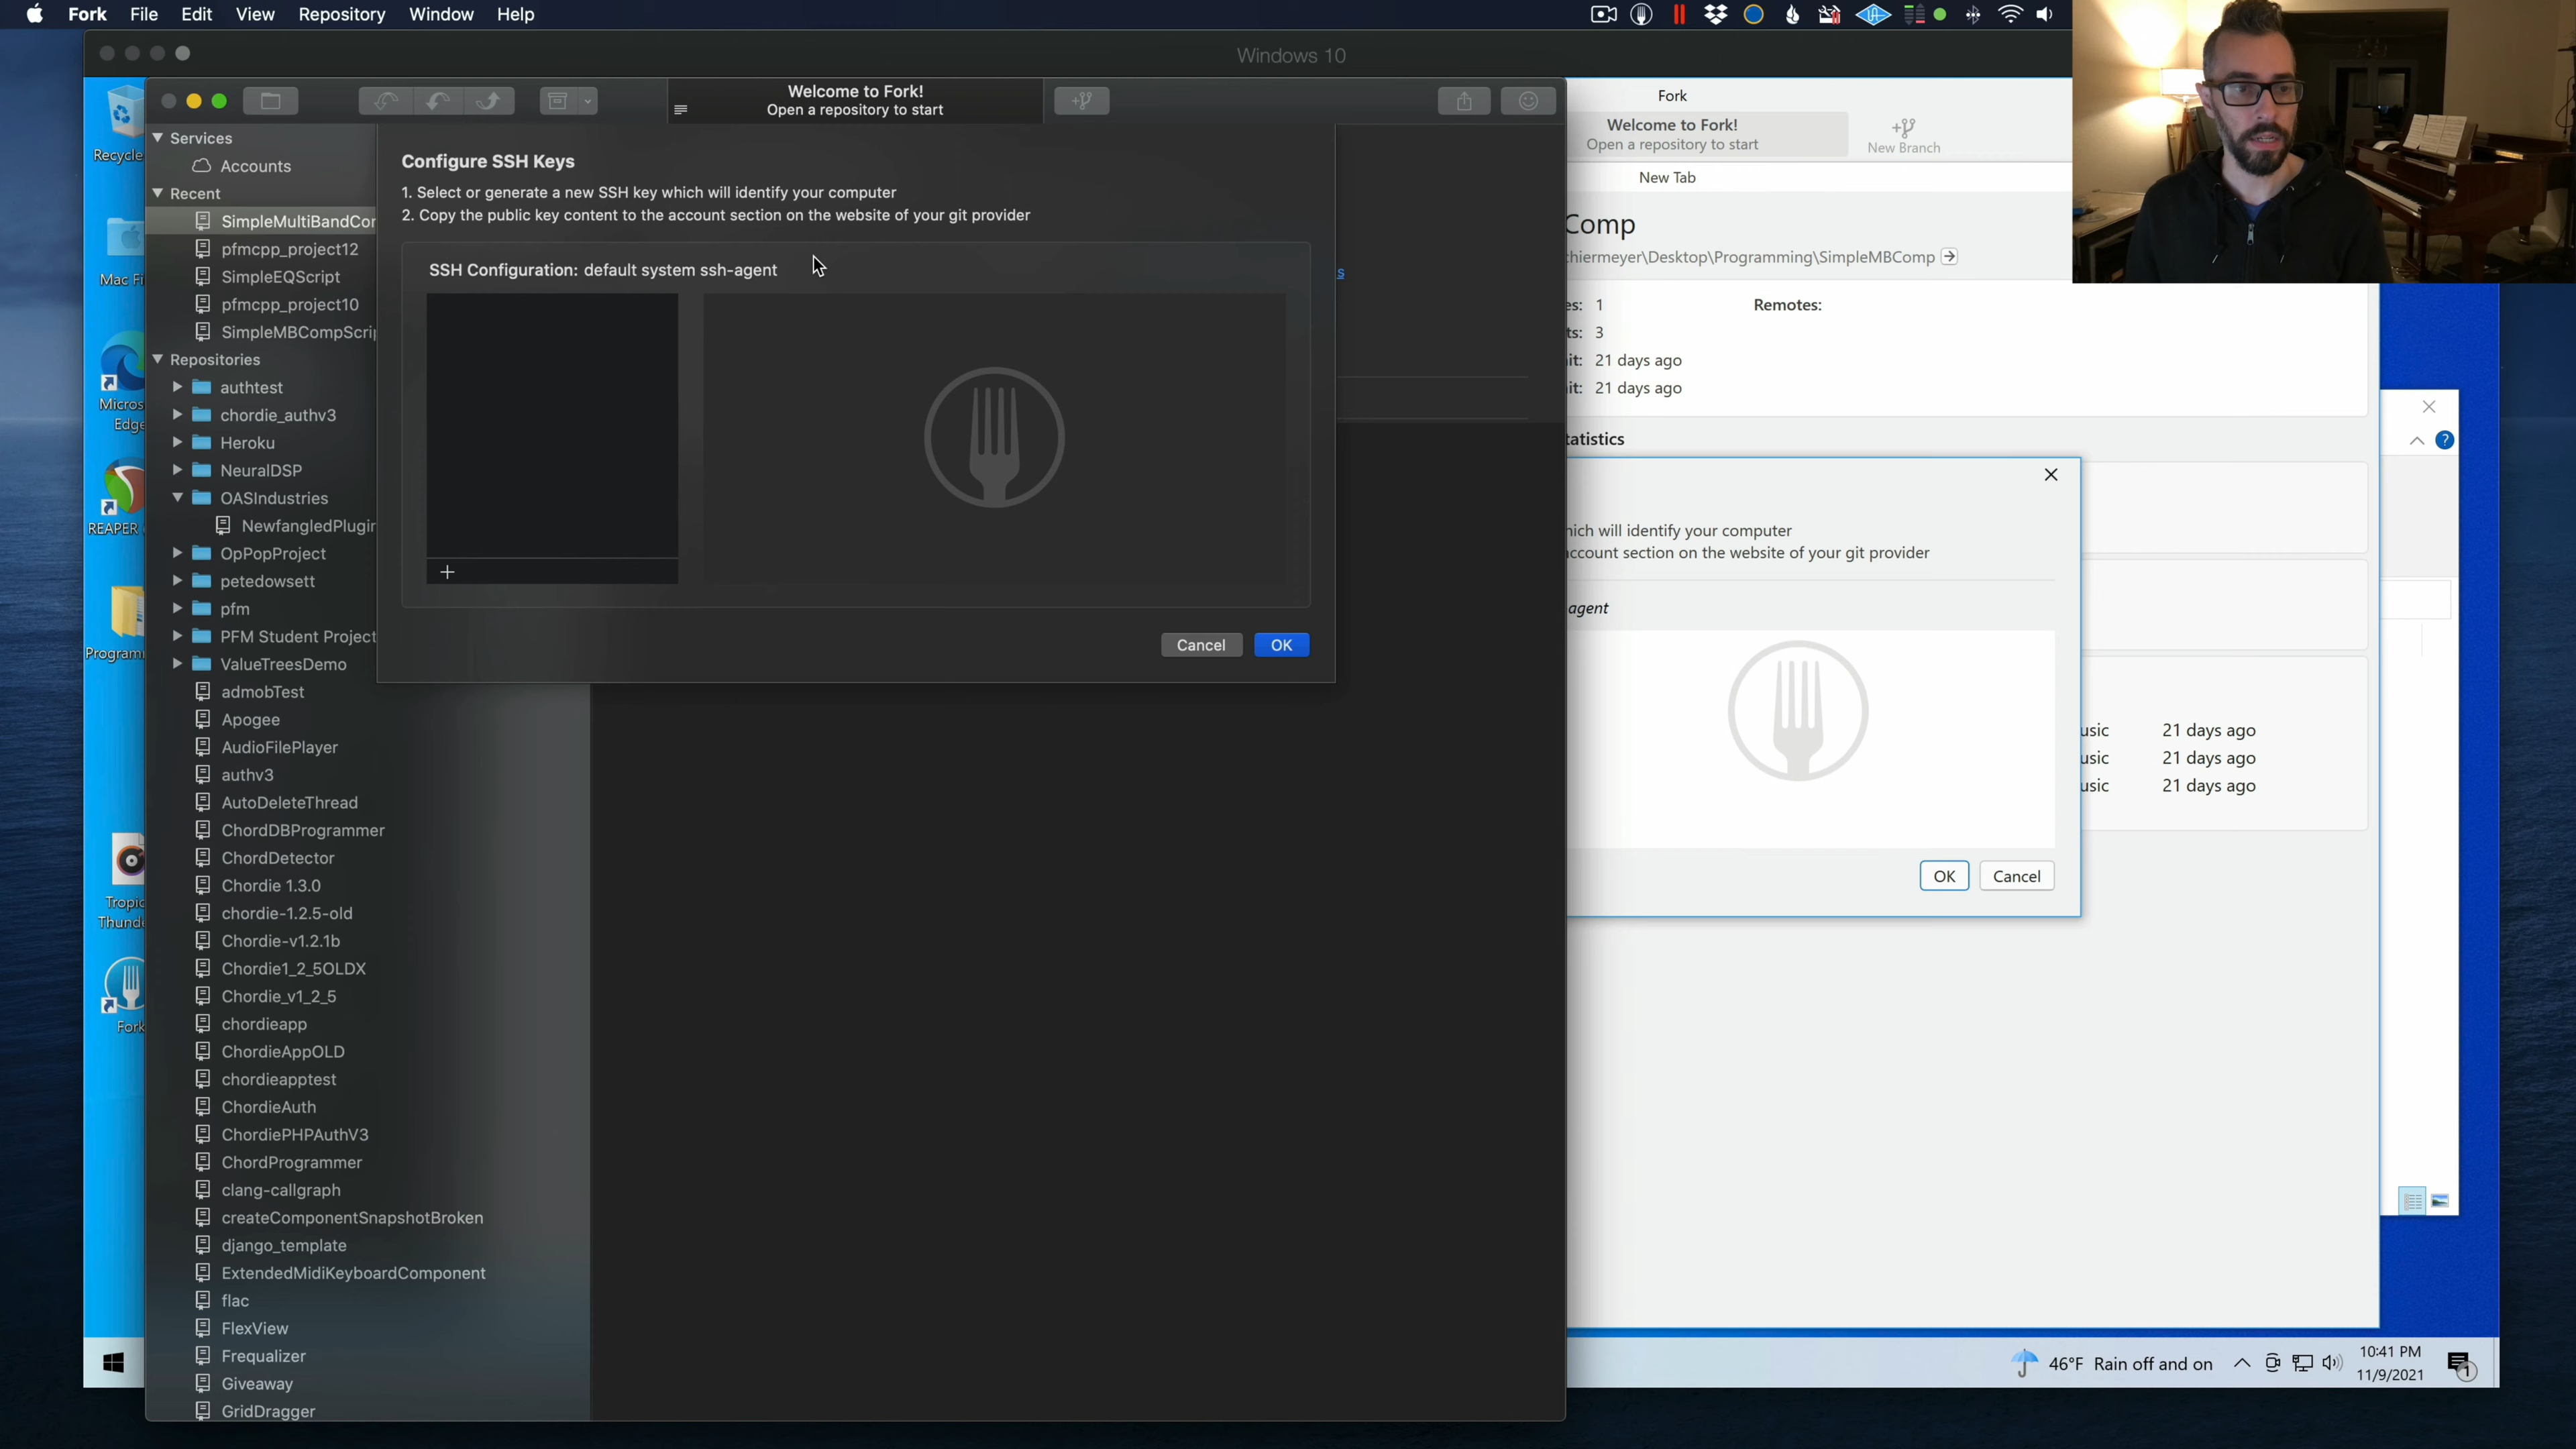 Fork File Edit View Repository Window Help
Windows 10
Recycle
Mac Fi
Micros
Edge
REAPER
Programm
Tropic
Thunde
Fork
Welcome to Fork!
Open a repository to start
Services
Accounts
Recent
SimpleMultiBandCor
pfmcpp_project12
SimpleEQScript
pfmcpp_project10
SimpleMBCompScrip
Repositories
authtest
chordie_authv3
Heroku
NeuralDSP
OASIndustries
NewfangledPlugin
OpPopProject
petedowsett
pfm
PFM Student Project
ValueTreesDemo
admobTest
Apogee
AudioFilePlayer
authv3
AutoDeleteThread
ChordDBProgrammer
ChordDetector
Chordie 1.3.0
chordie-1.2.5-old
Chordie-v1.2.1b
Chordie1_2_5OLDX
Chordie_v1_2_5
chordieapp
ChordieAppOLD
chordieapptest
ChordieAuth
ChordiePHPAuthV3
ChordProgrammer
clang-callgraph
createComponentSnapshotBroken
django_template
ExtendedMidiKeyboardComponent
flac
FlexView
Frequalizer
Giveaway
GridDragger
Configure SSH Keys
1. Select or generate a new SSH key which will identify your computer
2. Copy the public key content to the account section on the website of your git provider
SSH Configuration: default system ssh-agent
Cancel OK
s
Fork
Welcome to Fork!
Open a repository to start
New Branch
New Tab
Comp
chiermeyer\Desktop\Programming\SimpleMBComp
es: 1 Remotes:
ts: 3
it: 21 days ago
it: 21 days ago
tatistics
hich will identify your computer
account section on the website of your git provider
agent
OK Cancel
usic 21 days ago
usic 21 days ago
usic 21 days ago
46°F Rain off and on
10:41 PM
11/9/2021
1